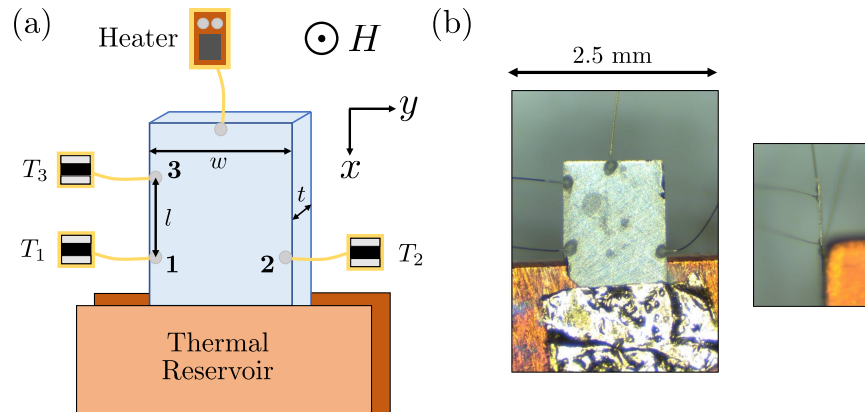 (a)
Heater
H
(b)
2.5 mm
y
x
w
3
T3
l
t
T1
1
2
T2
Thermal
Reservoir